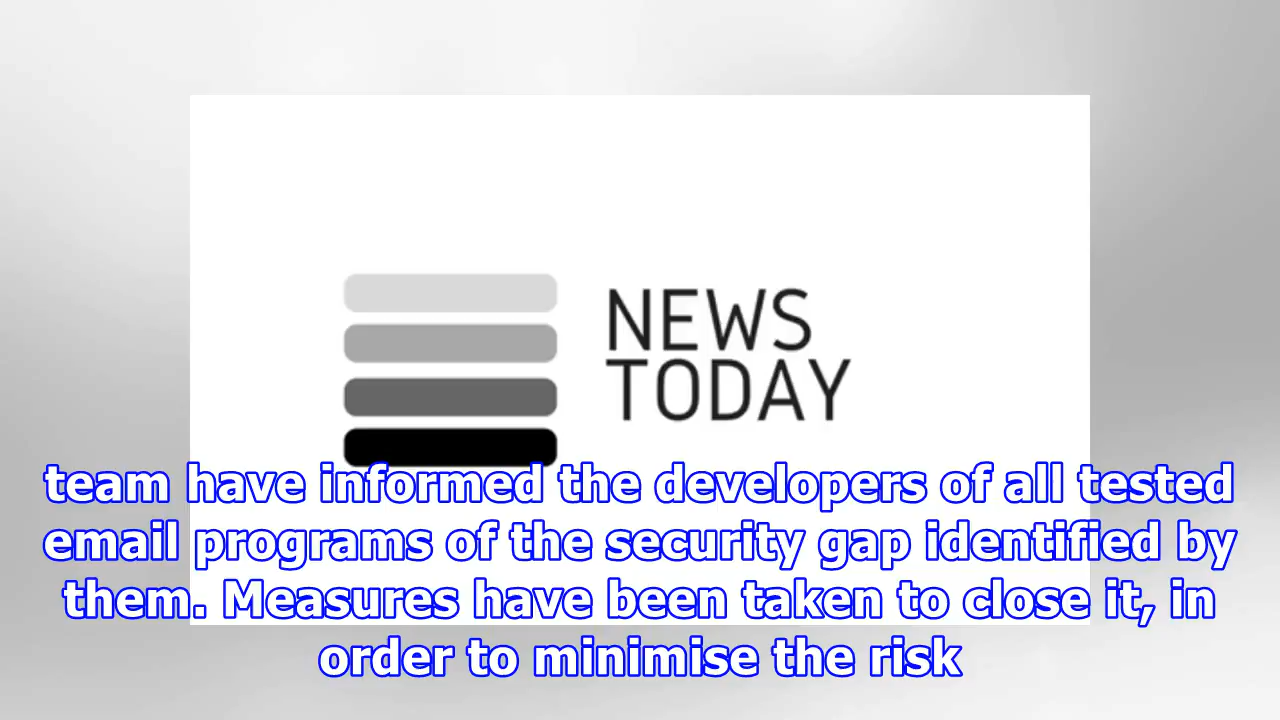 NEWS
TODAY
team have informed the developers of all tested
email programs of the security gap identified by
them. Measures have been taken to close it, in
order to minimise the risk